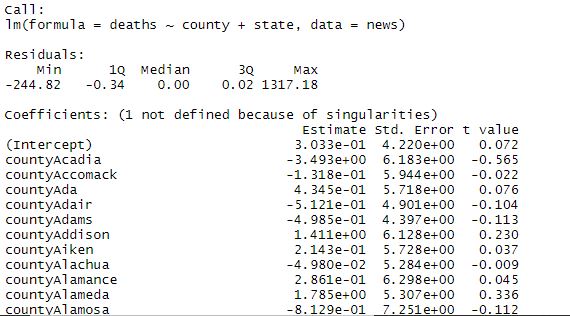 Call:
lm(formula = deaths ~ county + state, data = news)
Residuals:
Min 1Q Median 3Q Max
-244.82 -0.34 0.00 0.02 1317.18
Coefficients: (1 not defined because of singularities)
Estimate Std. Error t value
(Intercept) 3.033e-01 4.220e+00 0.072
countyAcadia -3.493e+00 6.183e+00 -0.565
countyAccomack -1.318e-01 5.944e+00 -0.022
countyAda 4.345e-01 5.718e+00 0.076
countyAdair -5.121e-01 4.901e+00 -0.104
countyAdams -4.985e-01 4.397e+00 -0.113
countyAddison 1.411e+00 6.128e+00 0.230
countyAiken 2.143e-01 5.728e+00 0.037
countyAlachua -4.980e-02 5.284e+00 -0.009
countyAlamance 2.861e-01 6.298e+00 0.045
countyAlameda 1.785e+00 5.307e+00 0.336
countyAlamosa -8.129e-01 7.251e+00 -0.112